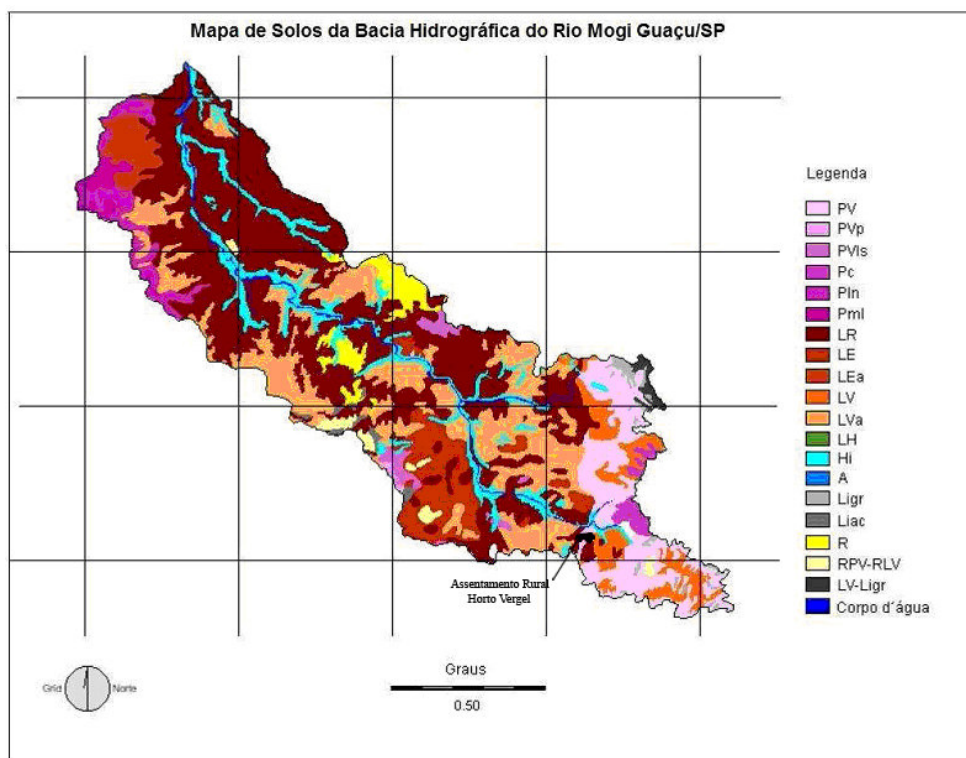 Mapa de Solos da Bacia Hidrográfica do Rio Mogi Guaçu/SP
Legenda
PV
PVp
PVls
Pc
Pln
Pml
LR
LE
LEa
LV
LVa
LH
Hi
A
Ligr
Liac
R
RPV-RLV
LV-Ligr
Corpo d´água
Assentamento Rural
Horto Vergel
Grid Norte
Graus
0.50